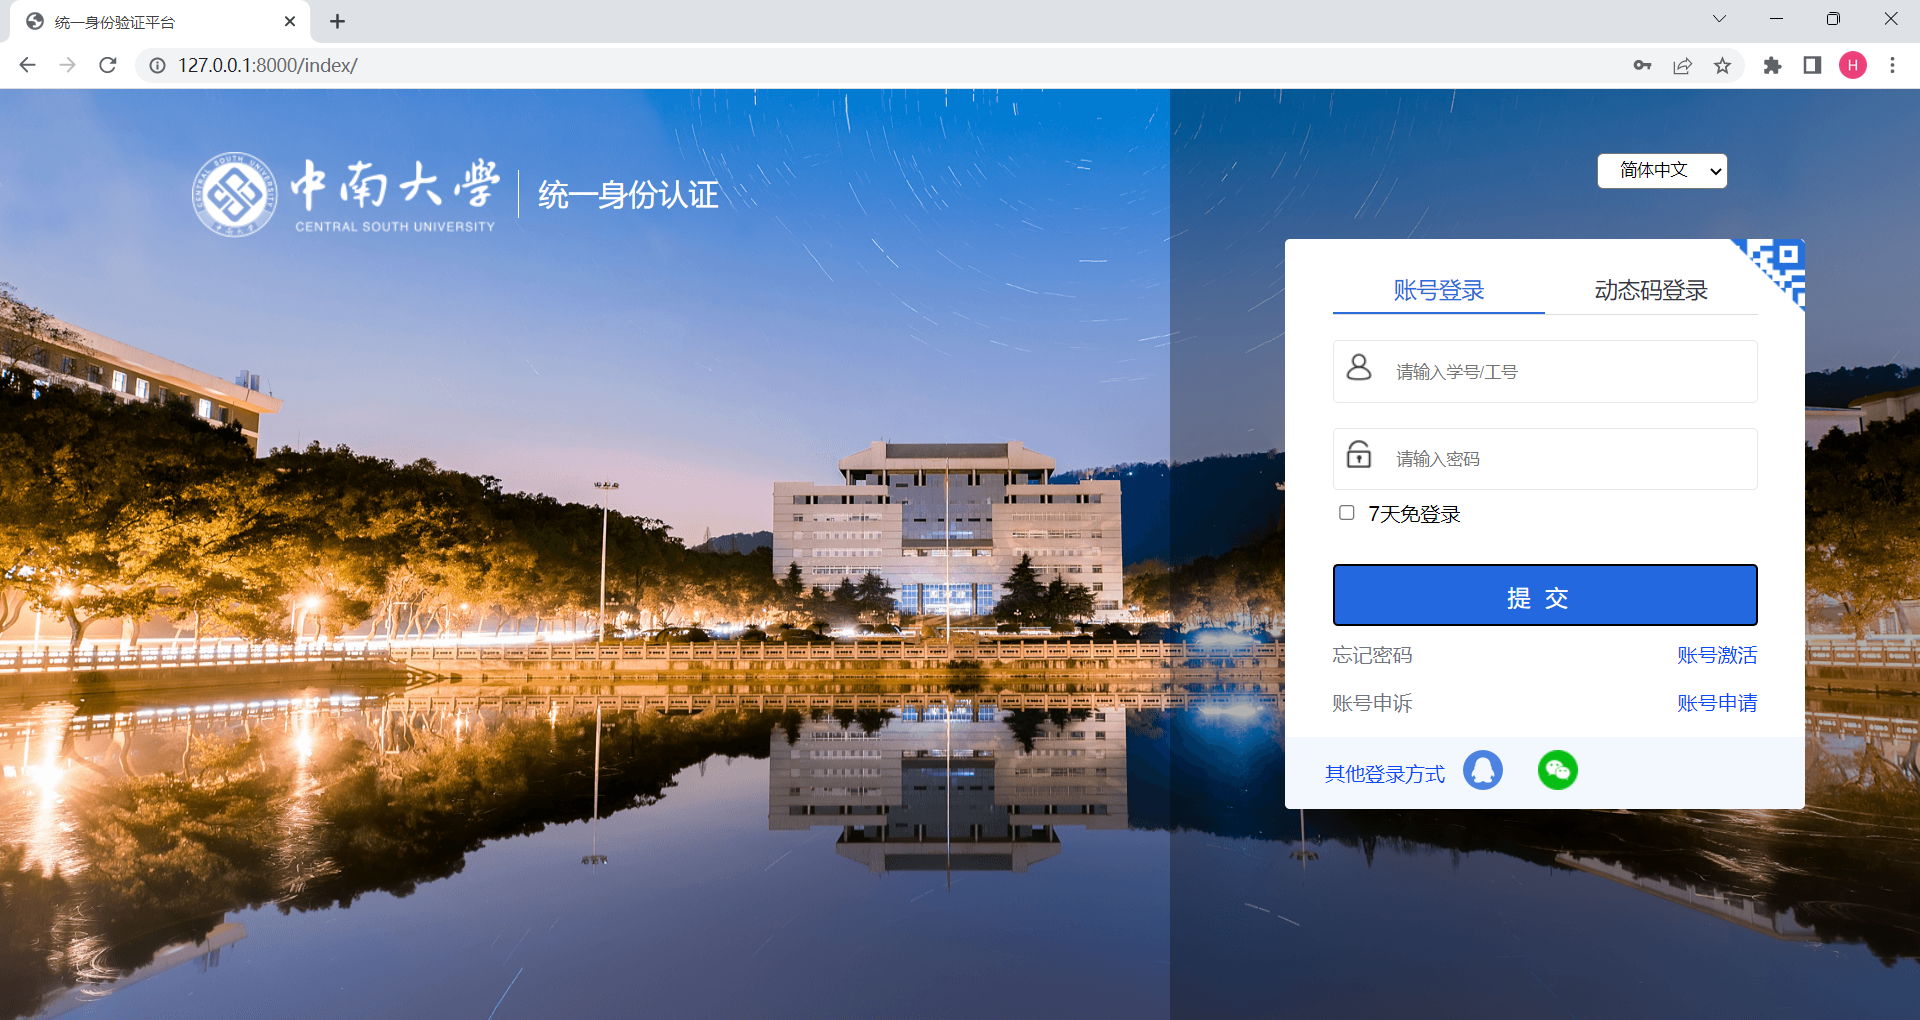 统一身份验证平台
127.0.0.1:8000/index/
H
中南大学
CENTRAL SOUTH UNIVERSITY
统一身份认证
简体中文
账号登录
动态码登录
请输入学号/工号
请输入密码
7天免登录
提 交
忘记密码
账号激活
账号申诉
账号申请
其他登录方式